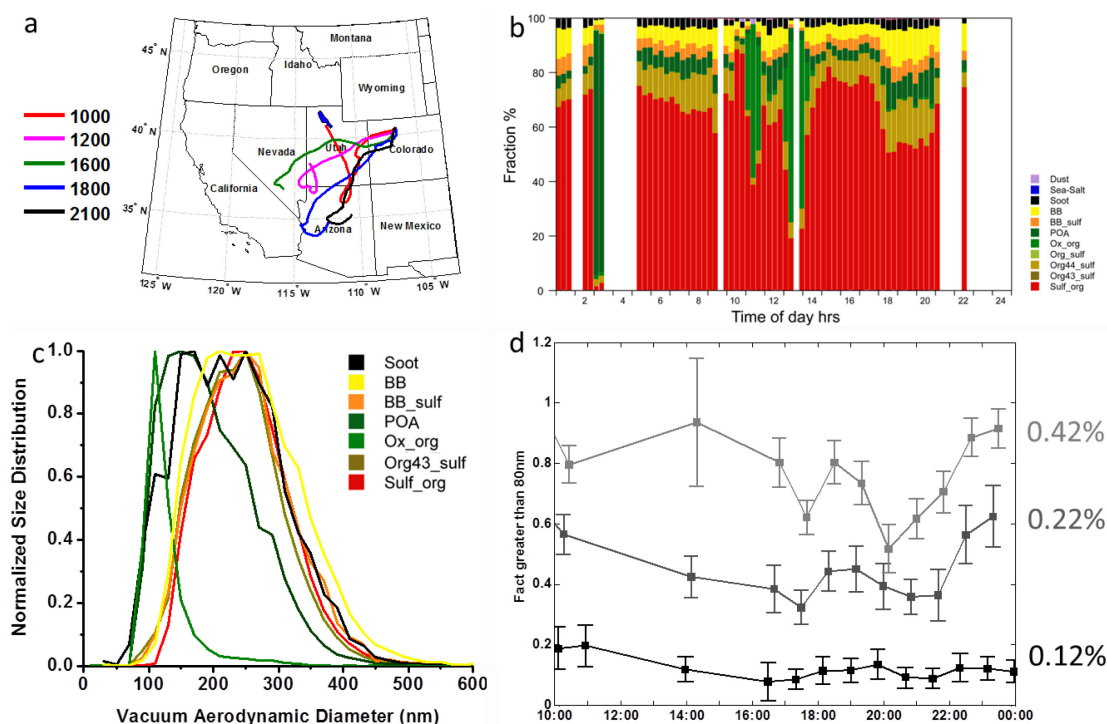 a
Montana
Oregon
Idaho
Wyoming
Nevada
Utah
Colorado
California
Arizona
New Mexico
45°N
40°N
35°N
125°W
120°W
115°W
110°W
105°W
1000
1200
1600
1800
2100
b
Fraction %
100
80
60
40
20
0
2 4 6 8 10 12 14 16 18 20 22 24
Time of day hrs
Dust
Sea-Salt
Soot
BB
BB_sulf
POA
Ox_org
Org_sulf
Org44_sulf
Org43_sulf
Sulf_org
c
Normalized Size Distribution
1.0
0.8
0.6
0.4
0.2
0.0
0 100 200 300 400 500 600
Vacuum Aerodynamic Diameter (nm)
Soot
BB
BB_sulf
POA
Ox_org
Org43_sulf
Sulf_org
d
Fact greater than 80nm
1.2
1
0.8
0.6
0.4
0.2
0
10:00 12:00 14:00 16:00 18:00 20:00 22:00 00:00
0.42%
0.22%
0.12%